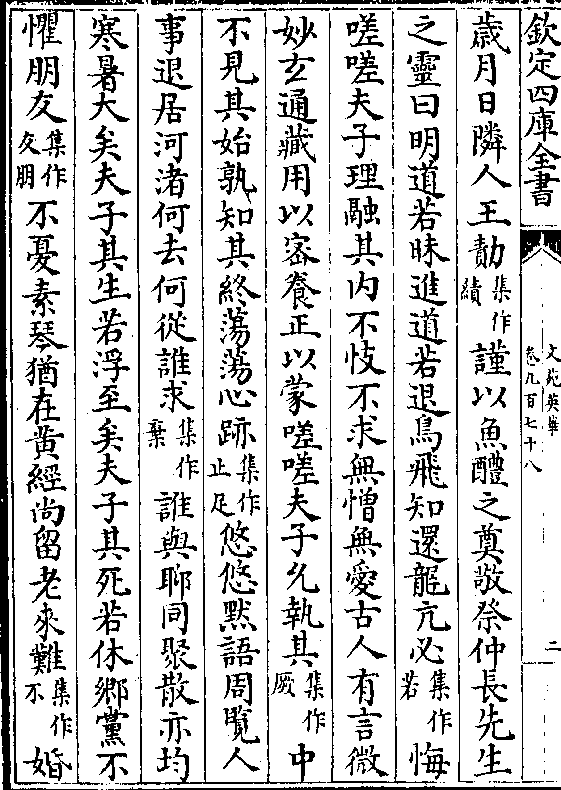 欽定四庫全書
文苑英華
卷九百七十八
二
歲月日隣人王勣集作績謹以魚醴之奠敬祭仲長先生
之靈曰明道若昧進道若退鳥飛知還龍亢必集作若悔
嗟嗟夫子理融其内不忮不求無憎無愛古人有言微
妙玄通藏用以密養正以蒙嗟嗟夫子允執其集作厥中
不見其始孰知其終蕩蕩心跡集作止足悠悠黙語周覽人
事退居河渚何去何從誰求集作棄誰與聊同聚散亦均
寒暑大矣夫子其生若浮至矣夫子其死若休鄉黨不
懼朋友集作友朋不憂素琴猶在黄經尚留老來難集作不婚